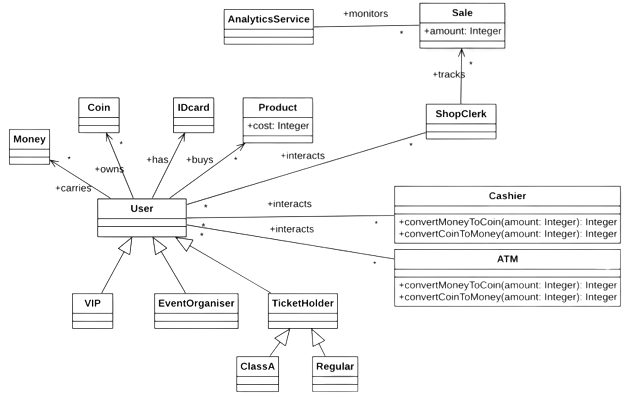 AnalyticsService
+monitors
*
Sale
+amount: Integer
*
+tracks
ShopClerk
Money
Coin
IDcard
Product
+cost: Integer
*
*
*
+carries
+owns
+has
+buys
+interacts
*
User
*
*
*
+interacts
*
+interacts
*
Cashier
+convertMoneyToCoin(amount: Integer): Integer
+convertCoinToMoney(amount: Integer): Integer
ATM
+convertMoneyToCoin(amount: Integer): Integer
+convertCoinToMoney(amount: Integer): Integer
VIP
EventOrganiser
TicketHolder
ClassA
Regular